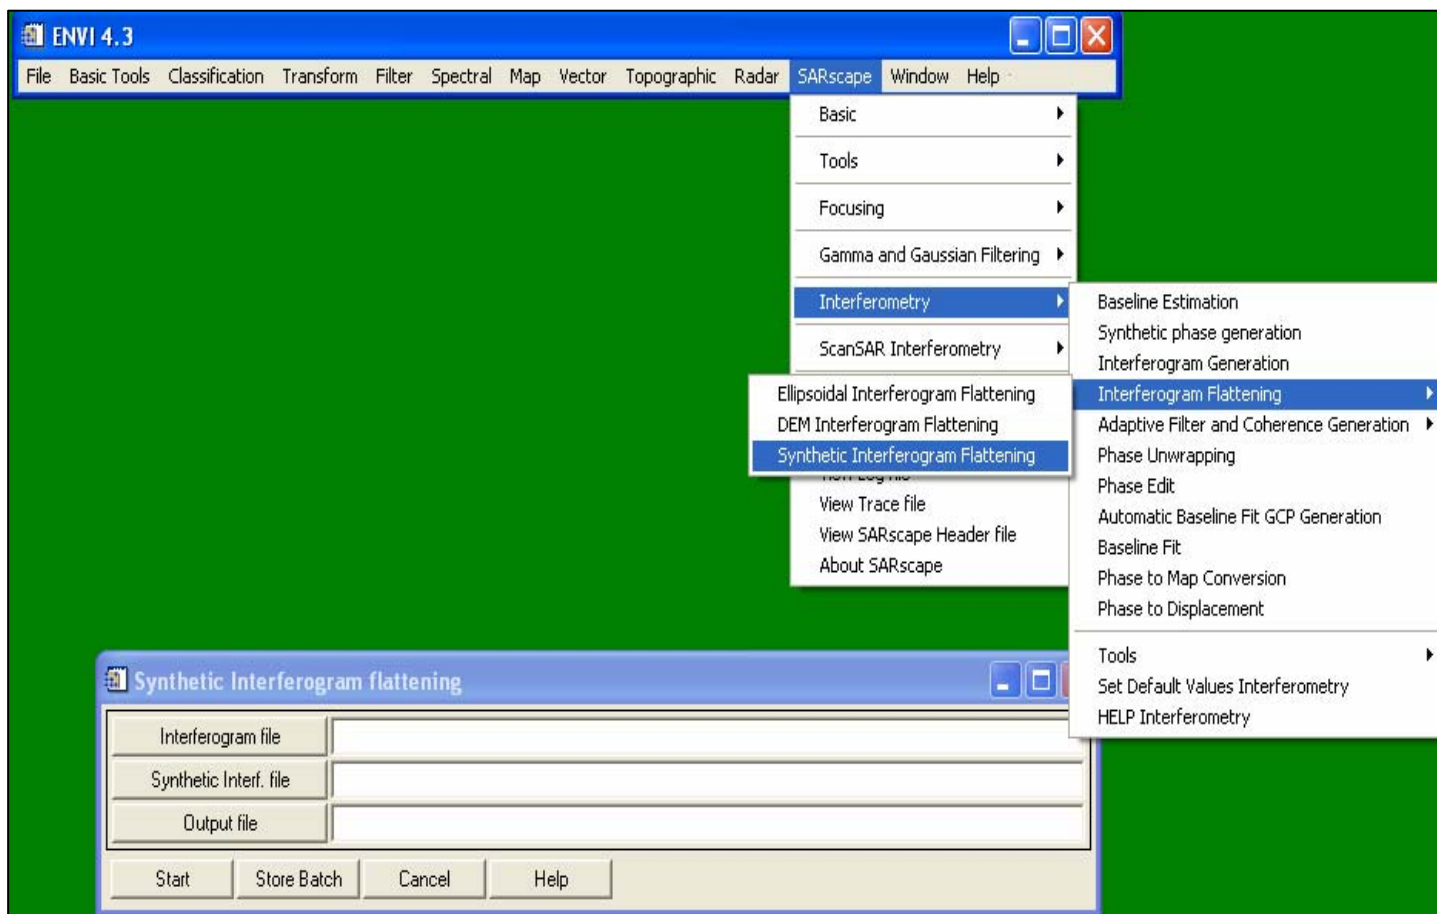 ENVI 4.3
File Basic Tools Classification Transform Filter Spectral Map Vector Topographic Radar SARscape Window Help
Basic
Tools
Focusing
Gamma and Gaussian Filtering
Interferometry
ScanSAR Interferometry
View Trace file
View SARscape Header file
About SARscape
Baseline Estimation
Synthetic phase generation
Interferogram Generation
Interferogram Flattening
Adaptive Filter and Coherence Generation
Phase Unwrapping
Phase Edit
Automatic Baseline Fit GCP Generation
Baseline Fit
Phase to Map Conversion
Phase to Displacement
Tools
Set Default Values Interferometry
HELP Interferometry
Ellipsoidal Interferogram Flattening
DEM Interferogram Flattening
Synthetic Interferogram Flattening
Synthetic Interferogram flattening
Interferogram file
Synthetic Interf. file
Output file
Start Store Batch Cancel Help